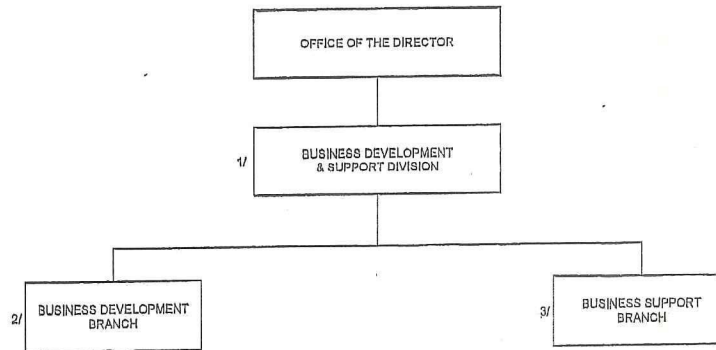 OFFICE OF THE DIRECTOR
1/
BUSINESS DEVELOPMENT
& SUPPORT DIVISION
2/
BUSINESS DEVELOPMENT
BRANCH
3/
BUSINESS SUPPORT
BRANCH